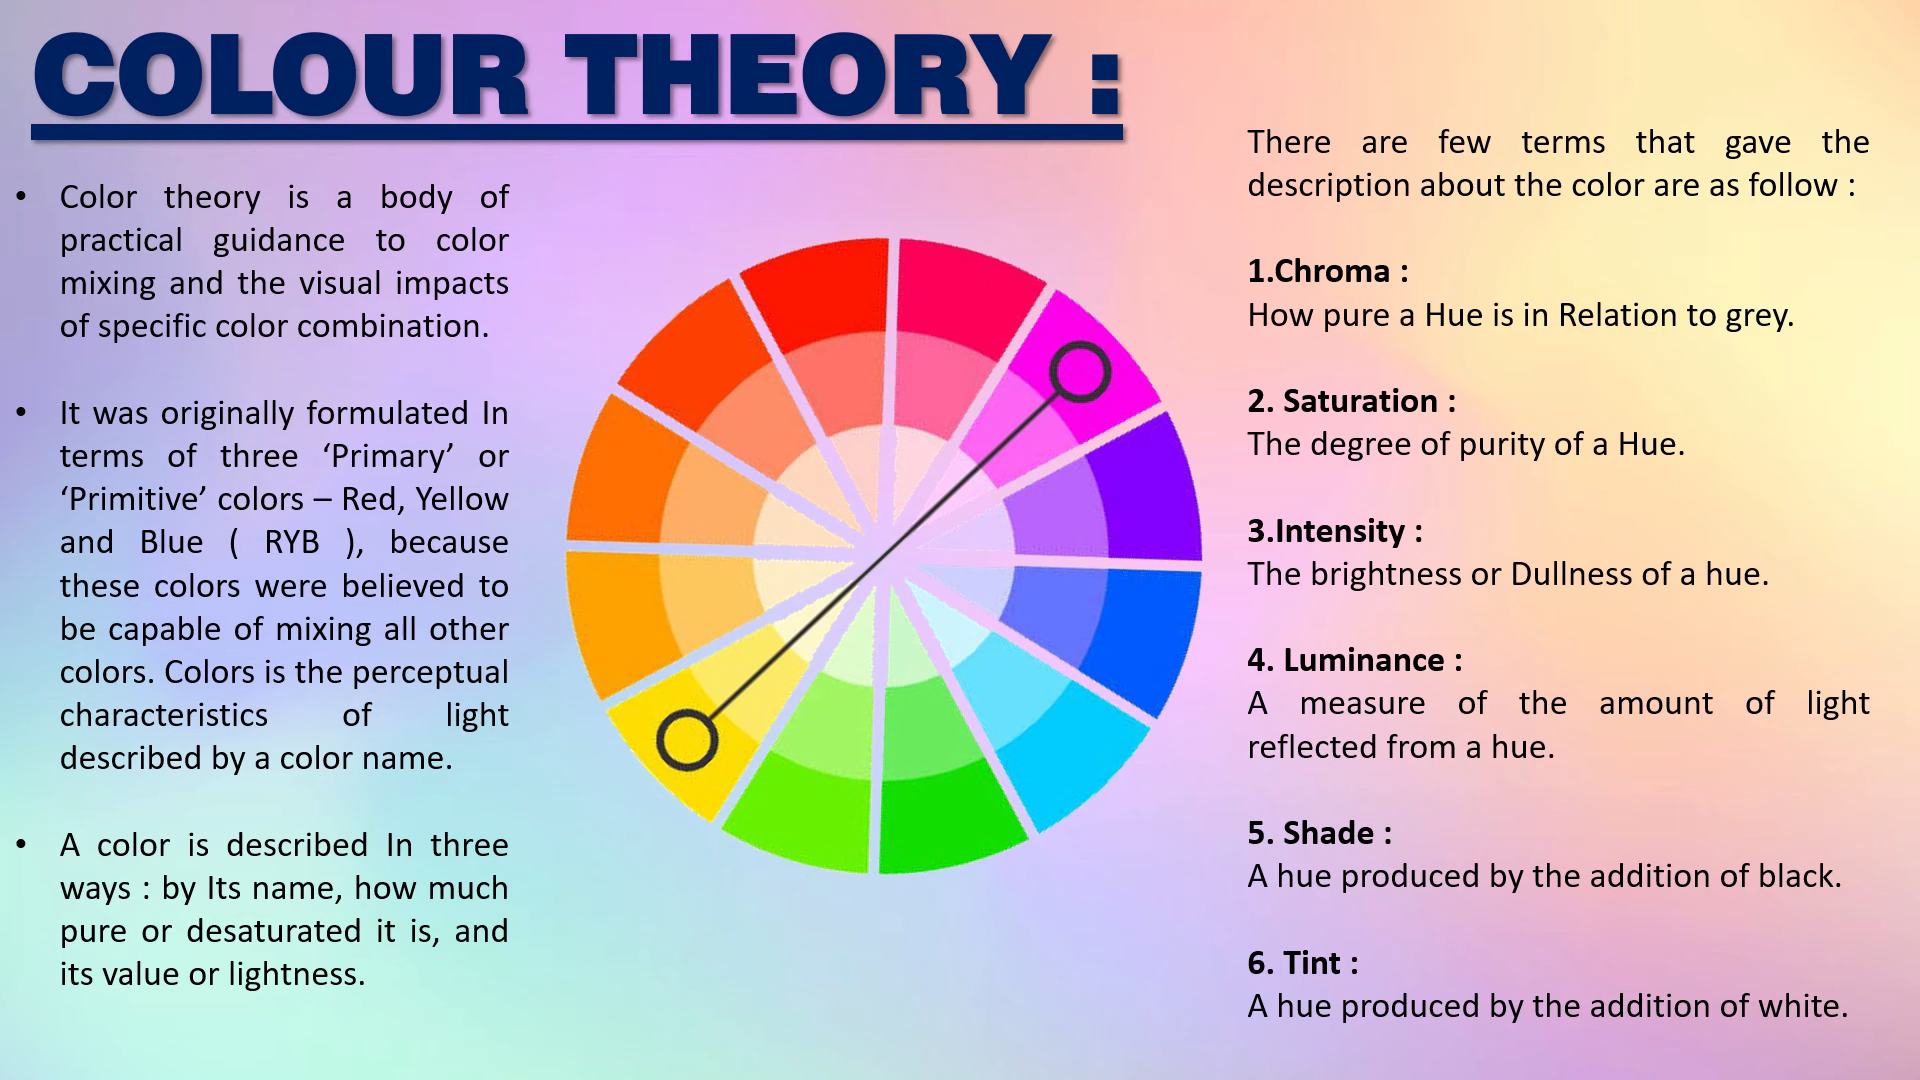 COLOUR THEORY :
• Color theory is a body of
practical guidance to color
mixing and the visual impacts
of specific color combination.
• It was originally formulated In
terms of three ‘Primary’ or
‘Primitive’ colors – Red, Yellow
and Blue ( RYB ), because
these colors were believed to
be capable of mixing all other
colors. Colors is the perceptual
characteristics of light
described by a color name.
• A color is described In three
ways : by Its name, how much
pure or desaturated it is, and
its value or lightness.
There are few terms that gave the
description about the color are as follow :
1.Chroma :
How pure a Hue is in Relation to grey.
2. Saturation :
The degree of purity of a Hue.
3.Intensity :
The brightness or Dullness of a hue.
4. Luminance :
A measure of the amount of light
reflected from a hue.
5. Shade :
A hue produced by the addition of black.
6. Tint :
A hue produced by the addition of white.